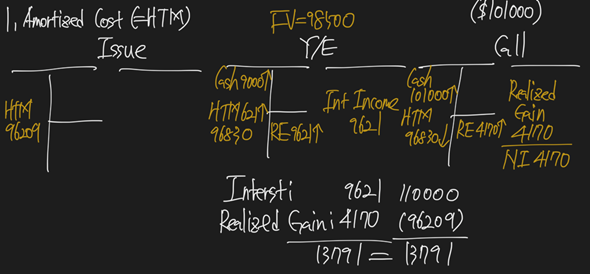 1, Amortized Cost (=HTM)
FV=98500
($101000)
Issue
Y/E
Call
HTM
96209
Cash 9000↑
HTM 621↑
96830
RE 9621↑
Int Income
9621
Cash
101000↑
HTM
96830↓
RE 4170↑
Realized
Gain
4170
NI 4170
Intersti 9621 110000
Realized Gain: 4170 (96209)
13791 = 13791